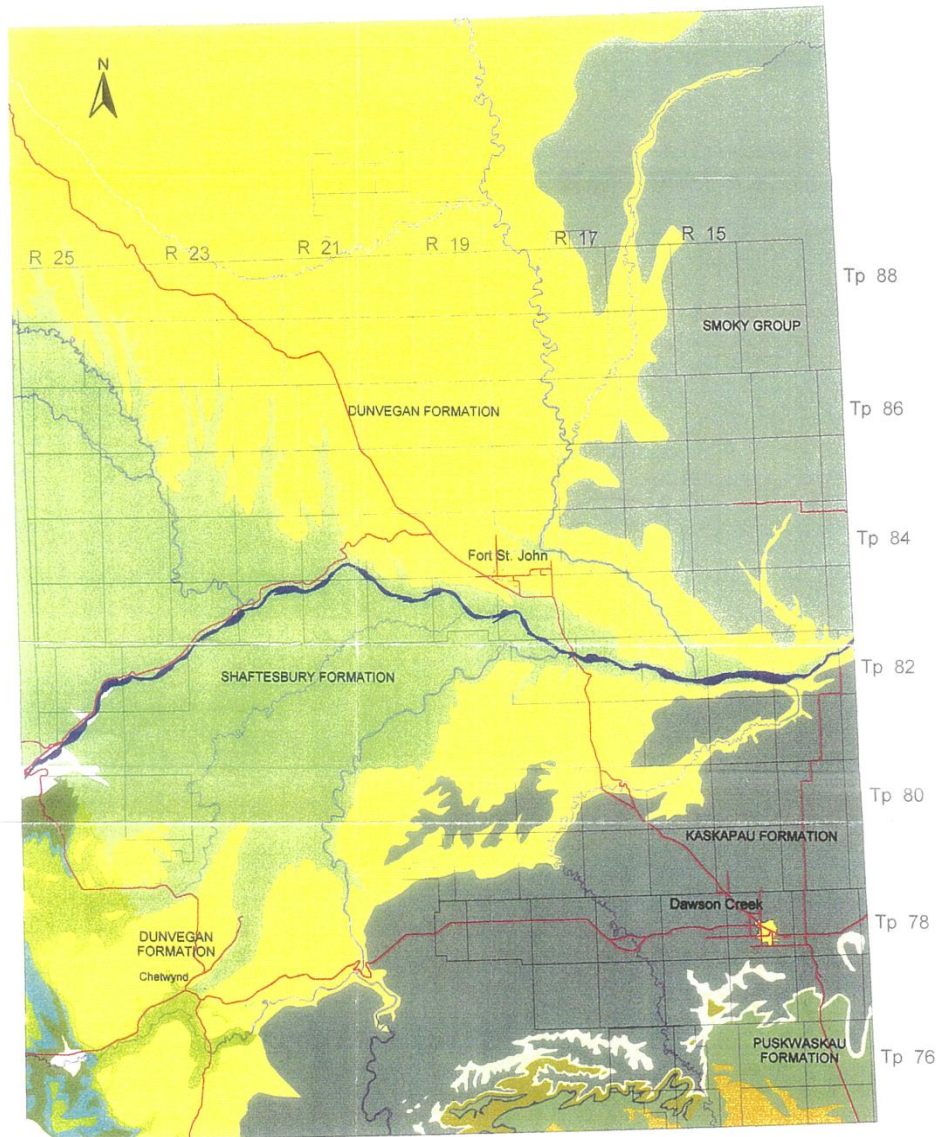 N
R 25
R 23
R 21
R 19
R 17
R 15
Tp 88
SMOKY GROUP
DUNVEGAN FORMATION
Tp 86
Tp 84
Fort St. John
SHAFTESBURY FORMATION
Tp 82
Tp 80
KASKAPAU FORMATION
Dawson Creek
Tp 78
DUNVEGAN
FORMATION
Chetwynd
PUSKWASKAU
FORMATION
Tp 76